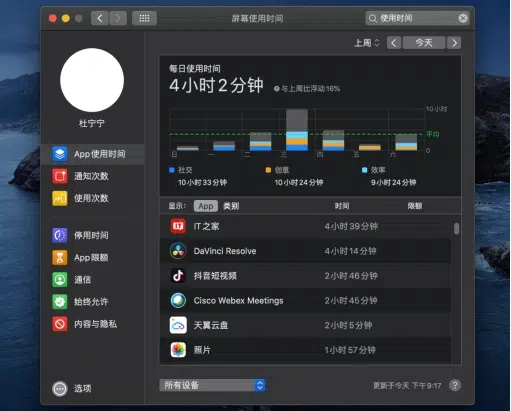 屏幕使用时间
使用时间
上周
今天
杜宁宁
App使用时间
通知次数
使用次数
停用时间
App限额
通信
始终允许
内容与隐私
选项
每日使用时间
4小时2分钟
与上周比浮动16%
10小时
平均
0
日 一 二 三 四 五 六
社交 创意 效率
10小时33分钟 10小时24分钟 9小时24分钟
显示: App 类别 时间 限额
IT之家 4小时39分钟
DaVinci Resolve 4小时14分钟
抖音短视频 2小时46分钟
Cisco Webex Meetings 2小时45分钟
天翼云盘 2小时5分钟
照片 1小时57分钟
所有设备
更新于今天 下午9:17
?